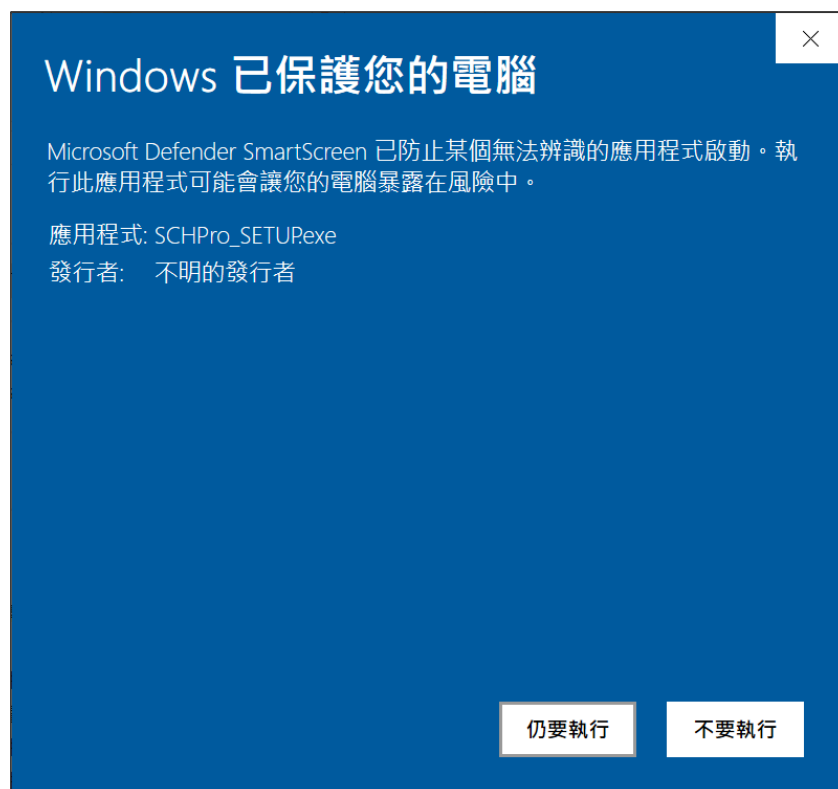 Windows 已保護您的電腦
Microsoft Defender SmartScreen 已防止某個無法辨識的應用程式啟動。執
行此應用程式可能會讓您的電腦暴露在風險中。
應用程式: SCHPro_SETUP.exe
發行者: 不明的發行者
仍要執行 不要執行